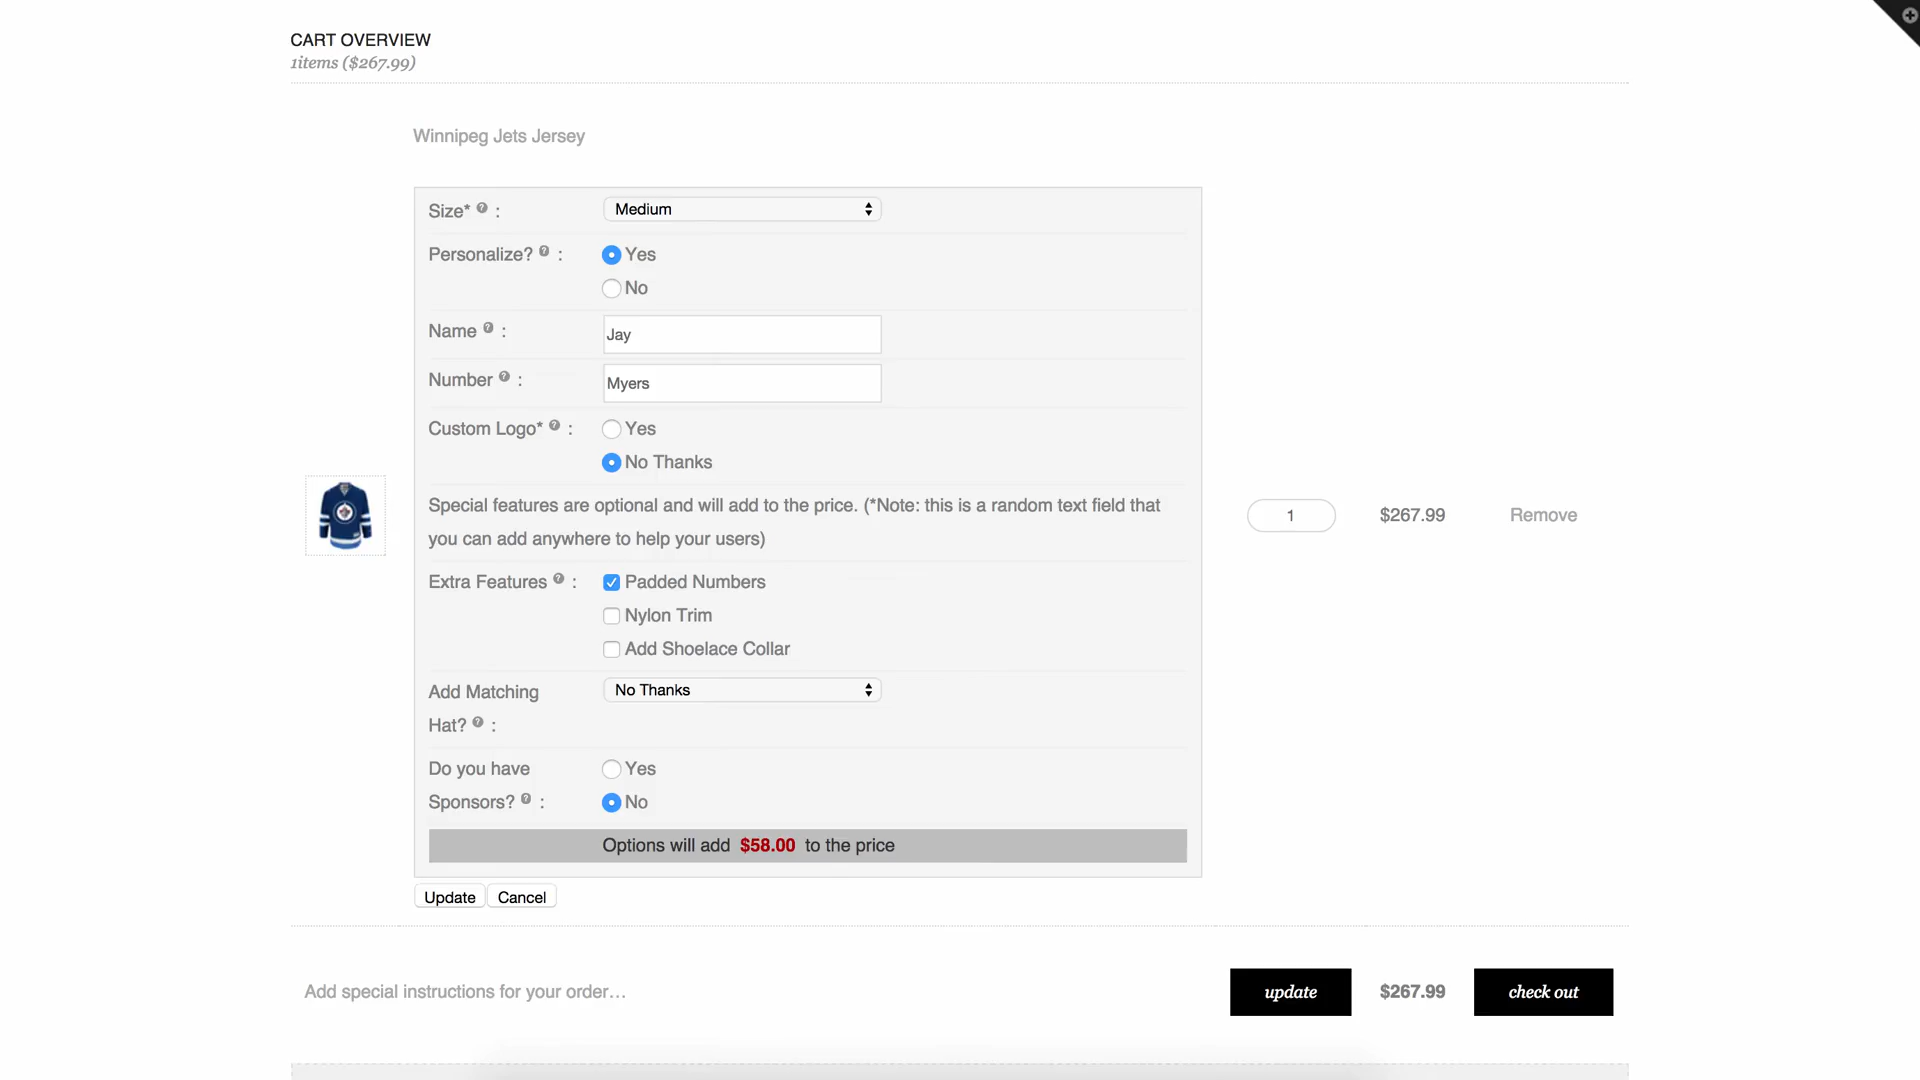 CART OVERVIEW
1items ($267.99)
Winnipeg Jets Jersey
Size* ? : Medium
Personalize? ? : Yes
No
Name ? : Jay
Number ? : Myers
Custom Logo* ? : Yes
No Thanks
Special features are optional and will add to the price. (*Note: this is a random text field that
you can add anywhere to help your users)
1 $267.99 Remove
Extra Features ? : Padded Numbers
Nylon Trim
Add Shoelace Collar
Add Matching No Thanks
Hat? ? :
Do you have Yes
Sponsors? ? : No
Options will add $58.00 to the price
Update Cancel
Add special instructions for your order… update $267.99 check out